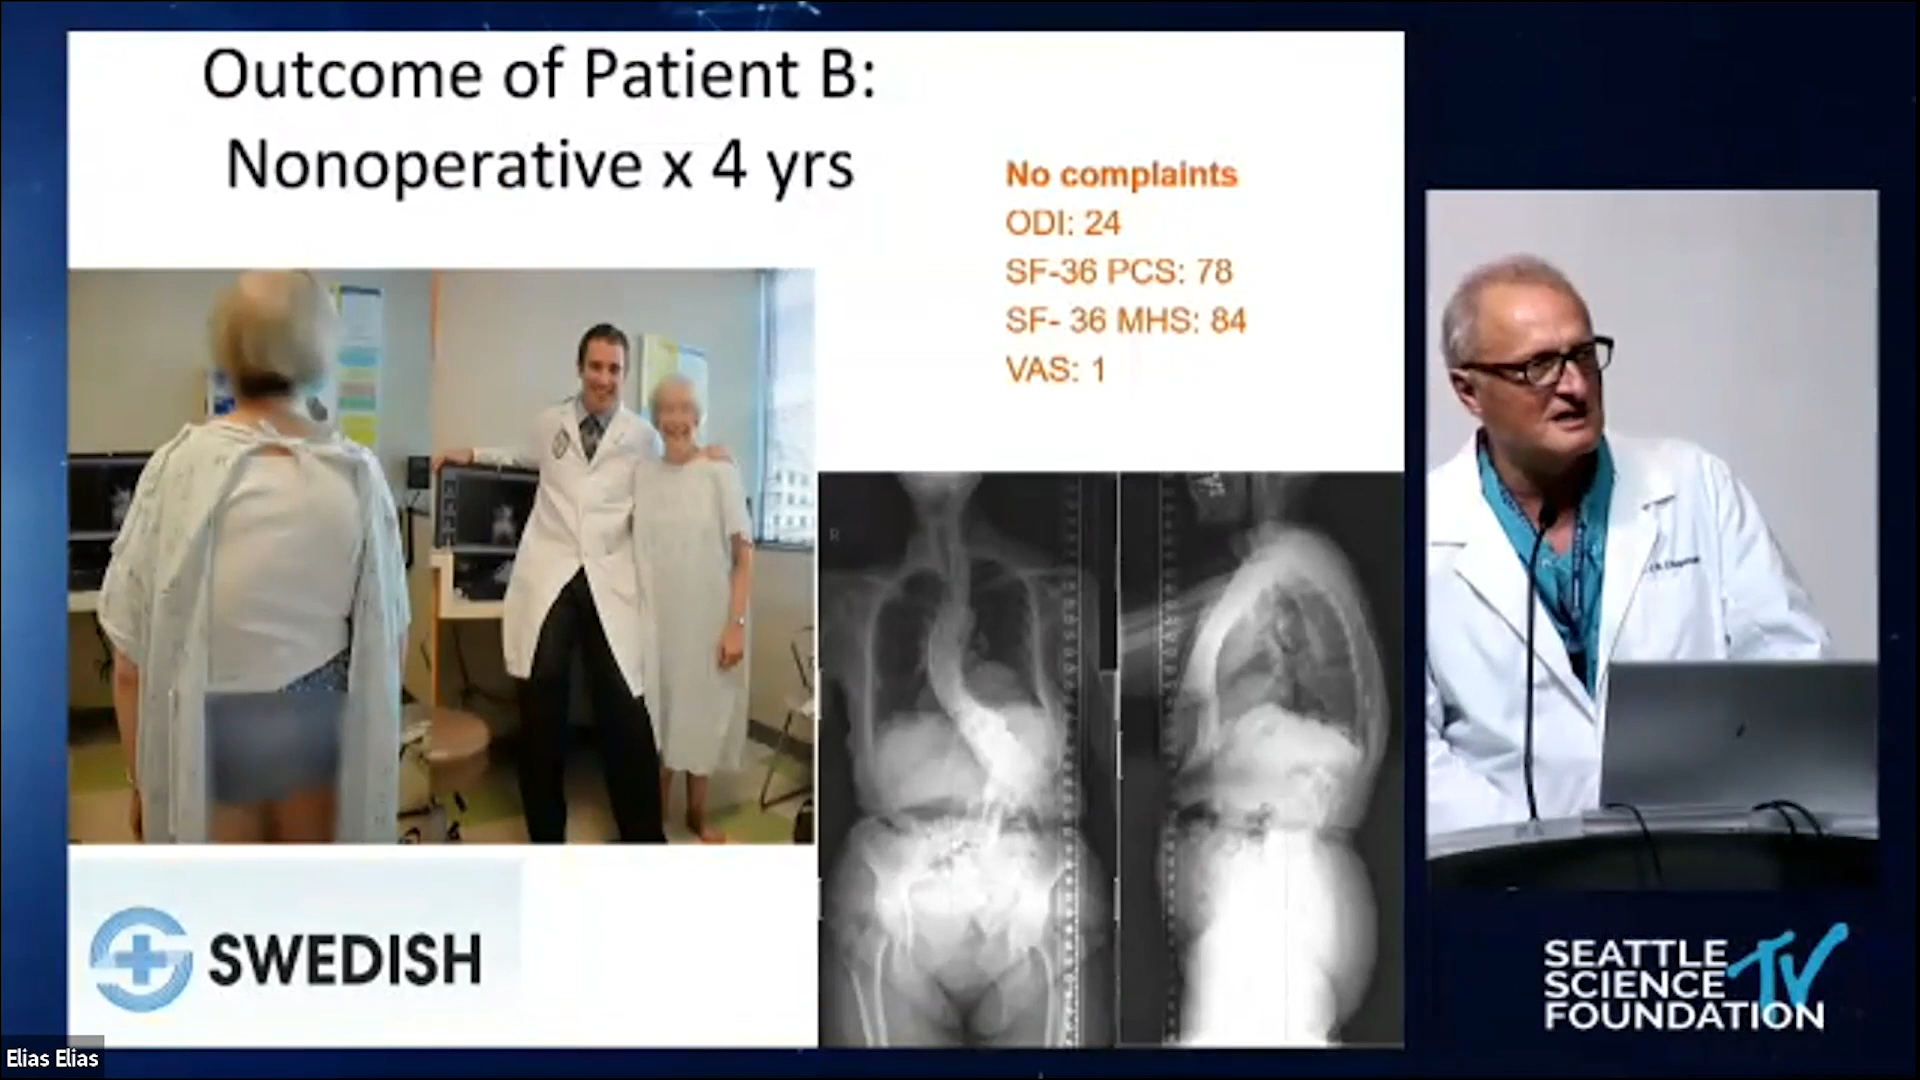 Outcome of Patient B:
Nonoperative x 4 yrs
No complaints
ODI: 24
SF-36 PCS: 78
SF- 36 MHS: 84
VAS: 1
R
SWEDISH
SEATTLE
SCIENCE
FOUNDATION
TV
Elias Elias